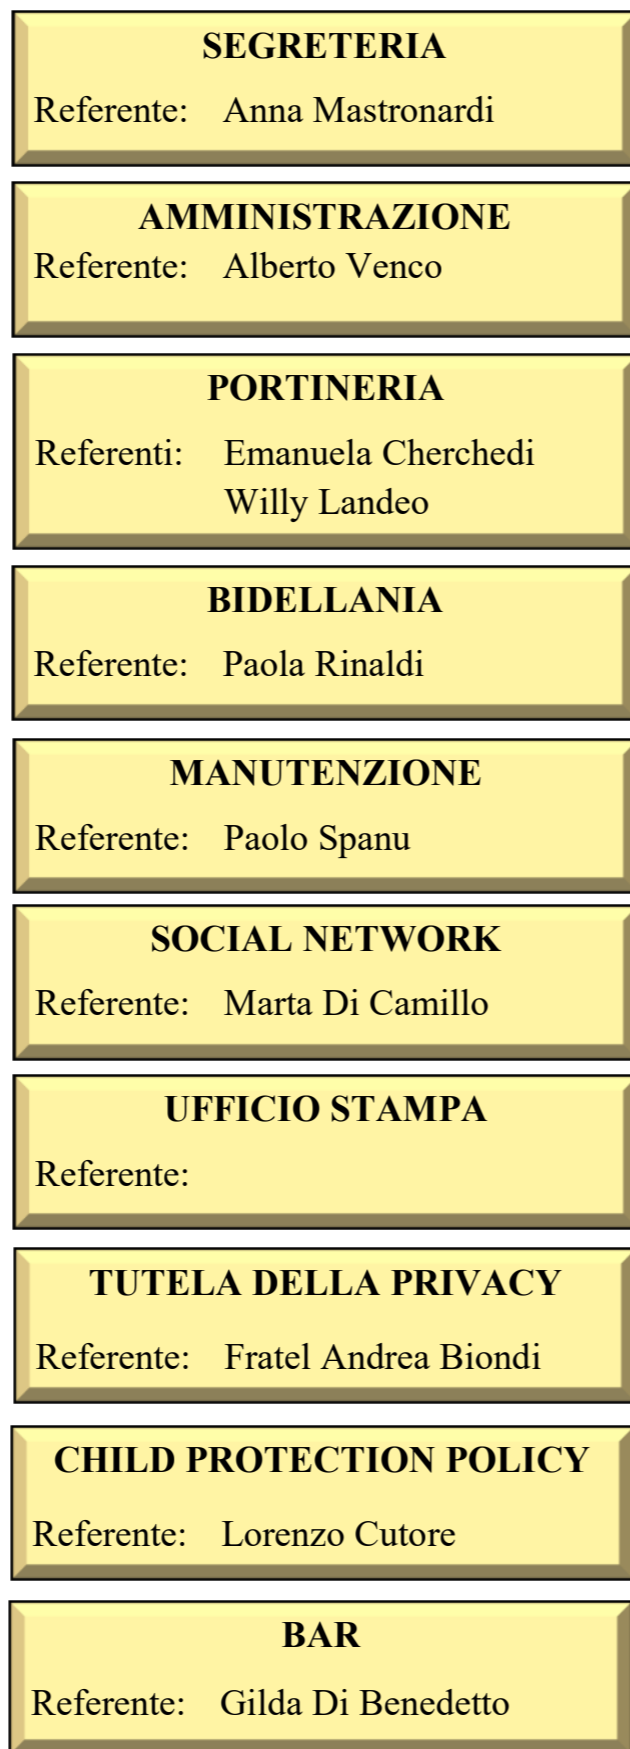 SEGRETERIA
Referente: Anna Mastronardi
AMMINISTRAZIONE
Referente: Alberto Venco
PORTINERIA
Referenti: Emanuela Cherchedi
Willy Landeo
BIDELLANIA
Referente: Paola Rinaldi
MANUTENZIONE
Referente: Paolo Spanu
SOCIAL NETWORK
Referente: Marta Di Camillo
UFFICIO STAMPA
Referente:
TUTELA DELLA PRIVACY
Referente: Fratel Andrea Biondi
CHILD PROTECTION POLICY
Referente: Lorenzo Cutore
BAR
Referente: Gilda Di Benedetto